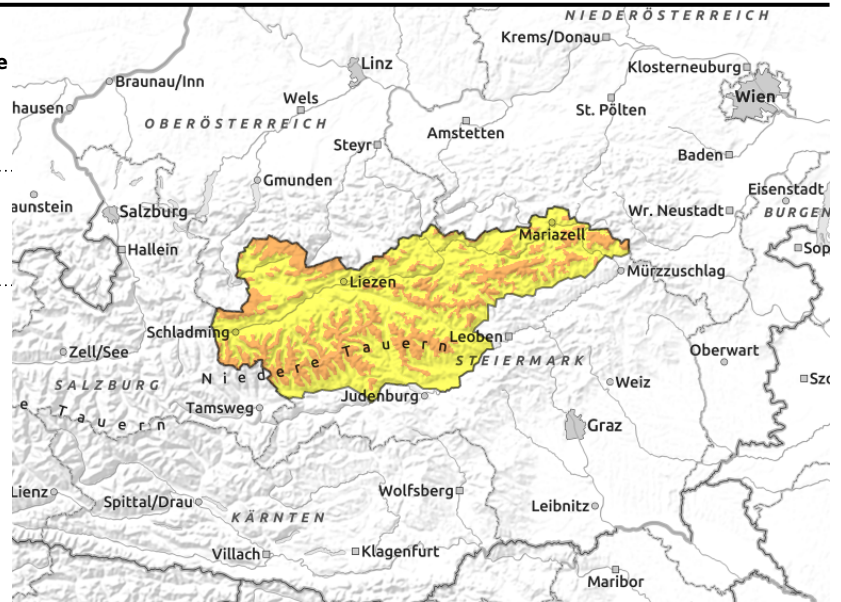 NIEDERÖSTERREICH
Krems/Donau
Linz
Klosterneuburg
e
Braunau/Inn
Wien
hausen
Wels
St. Pölten
OBERÖSTERREICH
Amstetten
Steyr
Baden
Gmunden
Eisenstadt
aunstein
Salzburg
Wr. Neustadt
BURGEN
Mariazell
Hallein
Sop
Mürzzuschlag
Liezen
Schladming
Leoben
Zell/See
Oberwart
STEIERMARK
Niedere Tauern
SALZBURG
Weiz
Szo
Judenburg
Tamsweg
e Tauern
Graz
Lienz
Wolfsberg
Spittal/Drau
Leibnitz
KÄRNTEN
Villach
Klagenfurt
Maribor